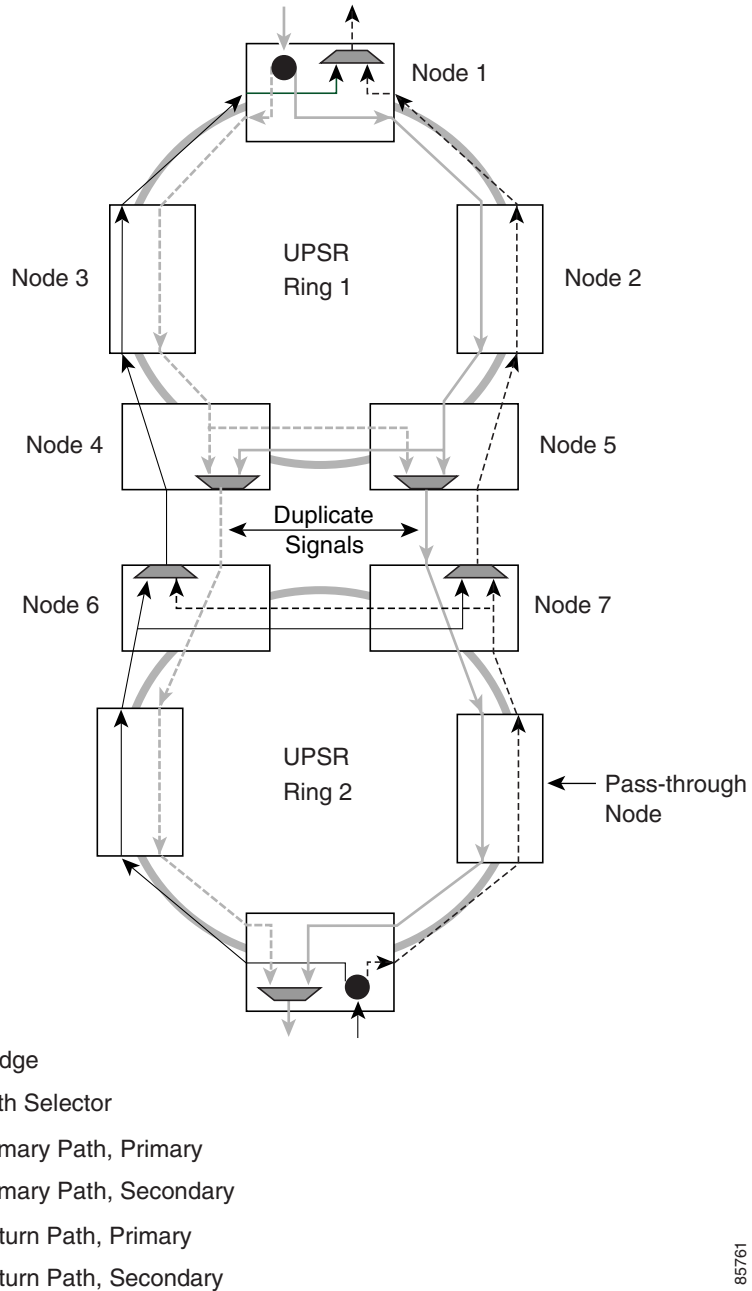 Node 1
UPSR
Ring 1
Node 3
Node 2
Node 4
Node 5
Duplicate
Signals
Node 6
Node 7
UPSR
Ring 2
Pass-through
Node
dge
th Selector
mary Path, Primary
mary Path, Secondary
turn Path, Primary
turn Path, Secondary
85761